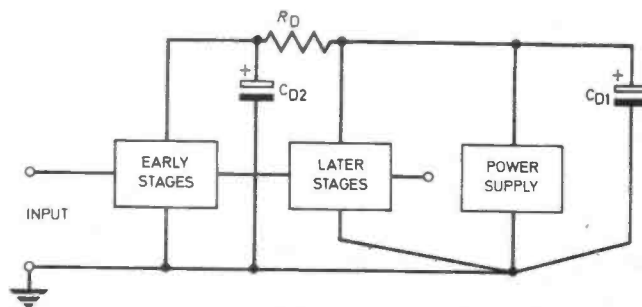 RD
+
CD2
+
CD1
EARLY
STAGES
LATER
STAGES
POWER
SUPPLY
INPUT